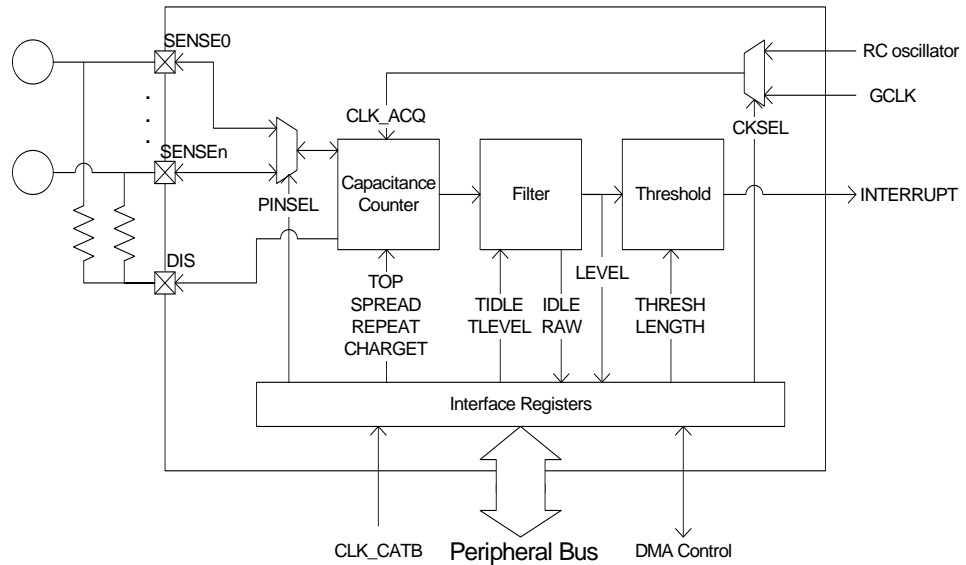 SENSE0
RC oscillator
GCLK
CLK_ACQ
CKSEL
SENSEn
PINSEL
Capacitance
Counter
Filter
Threshold
INTERRUPT
DIS
TOP
SPREAD
REPEAT
CHARGET
TIDLE
TLEVEL
IDLE
RAW
LEVEL
THRESH
LENGTH
Interface Registers
CLK_CATB
Peripheral Bus
DMA Control